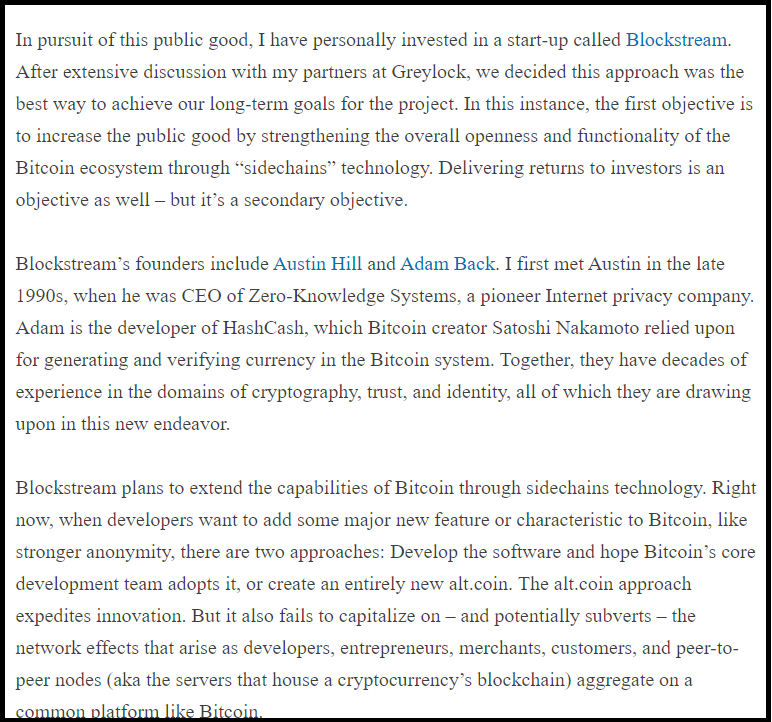 In pursuit of this public good, I have personally invested in a start-up called Blockstream.
After extensive discussion with my partners at Greylock, we decided this approach was the
best way to achieve our long-term goals for the project. In this instance, the first objective is
to increase the public good by strengthening the overall openness and functionality of the
Bitcoin ecosystem through “sidechains” technology. Delivering returns to investors is an
objective as well – but it’s a secondary objective.
Blockstream’s founders include Austin Hill and Adam Back. I first met Austin in the late
1990s, when he was CEO of Zero-Knowledge Systems, a pioneer Internet privacy company.
Adam is the developer of HashCash, which Bitcoin creator Satoshi Nakamoto relied upon
for generating and verifying currency in the Bitcoin system. Together, they have decades of
experience in the domains of cryptography, trust, and identity, all of which they are drawing
upon in this new endeavor.
Blockstream plans to extend the capabilities of Bitcoin through sidechains technology. Right
now, when developers want to add some major new feature or characteristic to Bitcoin, like
stronger anonymity, there are two approaches: Develop the software and hope Bitcoin’s core
development team adopts it, or create an entirely new alt.coin. The alt.coin approach
expedites innovation. But it also fails to capitalize on – and potentially subverts – the
network effects that arise as developers, entrepreneurs, merchants, customers, and peer-to-
peer nodes (aka the servers that house a cryptocurrency’s blockchain) aggregate on a
common platform like Bitcoin.